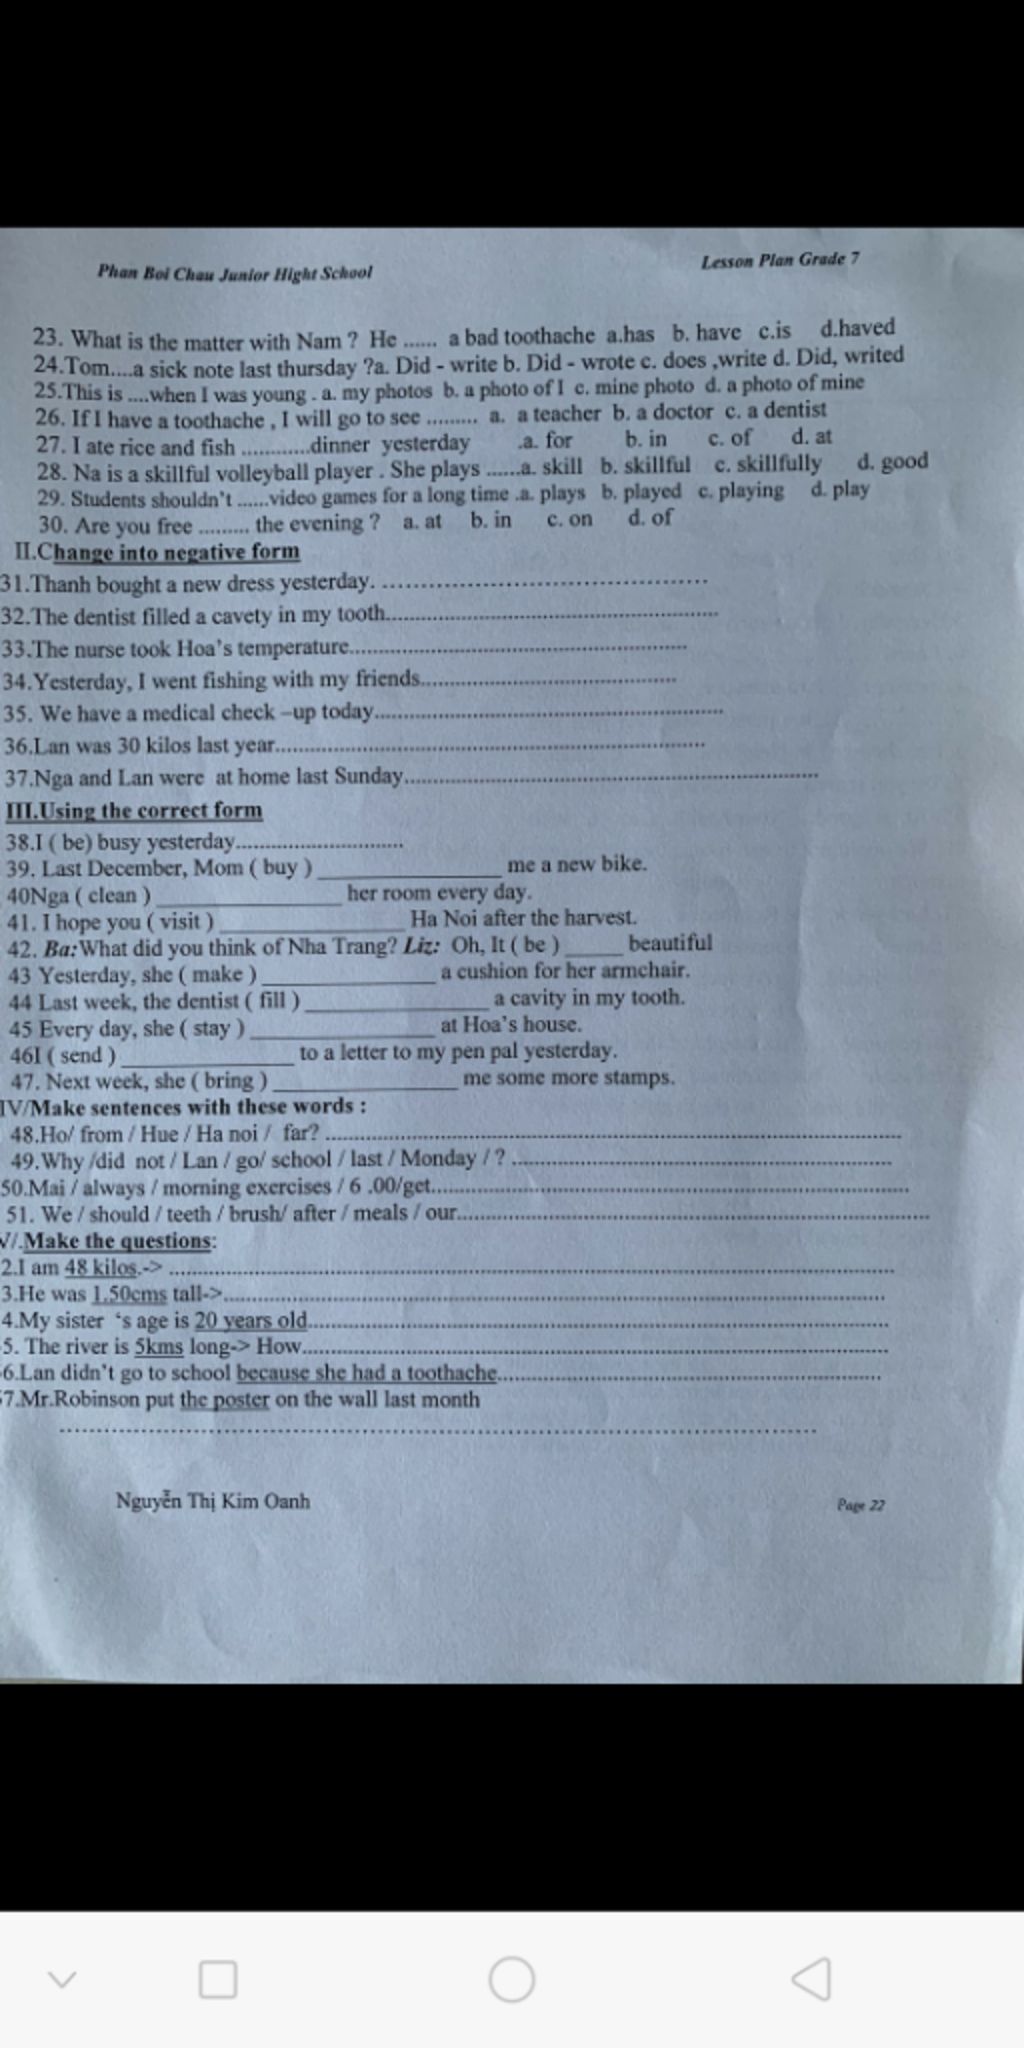 Phan Boi Chau Junior Hight School Lesson Plan Grade 7
23. What is the matter with Nam ? He ...... a bad toothache a.has b. have c.is d.haved
24.Tom....a sick note last thursday ?a. Did - write b. Did - wrote c. does ,write d. Did, writed
25.This is ....when I was young . a. my photos b. a photo of I c. mine photo d. a photo of mine
26. If I have a toothache , I will go to see ......... a. a teacher b. a doctor c. a dentist
27. I ate rice and fish ............dinner yesterday .a. for b. in c. of d. at
28. Na is a skillful volleyball player . She plays ......a. skill b. skillful c. skillfully d. good
29. Students shouldn't ......video games for a long time .a. plays b. played c. playing d. play
30. Are you free ......... the evening ? a. at b. in c. on d. of
II.Change into negative form
31.Thanh bought a new dress yesterday. ..........................................
32.The dentist filled a cavety in my tooth..........................................
33.The nurse took Hoa's temperature..........................................
34.Yesterday, I went fishing with my friends..........................................
35. We have a medical check –up today..........................................
36.Lan was 30 kilos last year..........................................
37.Nga and Lan were at home last Sunday..........................................
III.Using the correct form
38.I ( be) busy yesterday............................
39. Last December, Mom ( buy ) ________________ me a new bike.
40Nga ( clean ) ________________ her room every day.
41. I hope you ( visit ) ________________ Ha Noi after the harvest.
42. Ba:What did you think of Nha Trang? Liz: Oh, It ( be ) _____ beautiful
43 Yesterday, she ( make ) ________________ a cushion for her armchair.
44 Last week, the dentist ( fill ) ________________ a cavity in my tooth.
45 Every day, she ( stay ) ________________ at Hoa's house.
46I ( send ) ________________ to a letter to my pen pal yesterday.
47. Next week, she ( bring ) ________________ me some more stamps.
IV/Make sentences with these words :
48.Ho/ from / Hue / Ha noi / far? ..........................................
49.Why /did not / Lan / go/ school / last / Monday / ? ..........................................
50.Mai / always / morning exercises / 6 .00/get..........................................
51. We / should / teeth / brush/ after / meals / our..........................................
V/.Make the questions:
2.I am 48 kilos.-> ..........................................
3.He was 1.50cms tall->..........................................
4.My sister 's age is 20 years old..........................................
5. The river is 5kms long-> How..........................................
6.Lan didn't go to school because she had a toothache..........................................
57.Mr.Robinson put the poster on the wall last month
..........................................
Nguyễn Thị Kim Oanh Page 22